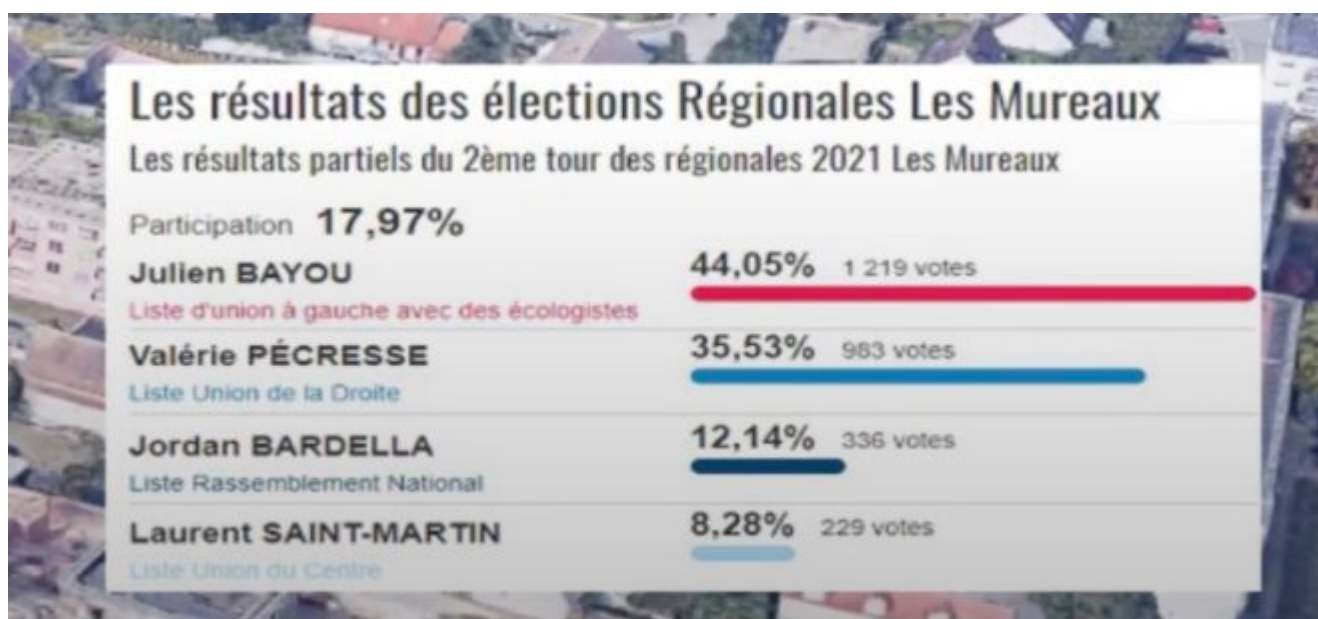 Les résultats des élections Régionales Les Mureaux
Les résultats partiels du 2ème tour des régionales 2021 Les Mureaux
Participation 17,97%
Julien BAYOU 44,05% 1 219 votes
Liste d'union à gauche avec des écologistes
Valérie PÉCRESSE 35,53% 983 votes
Liste Union de la Droite
Jordan BARDELLA 12,14% 336 votes
Liste Rassemblement National
Laurent SAINT-MARTIN 8,28% 229 votes
Liste Union du Centre